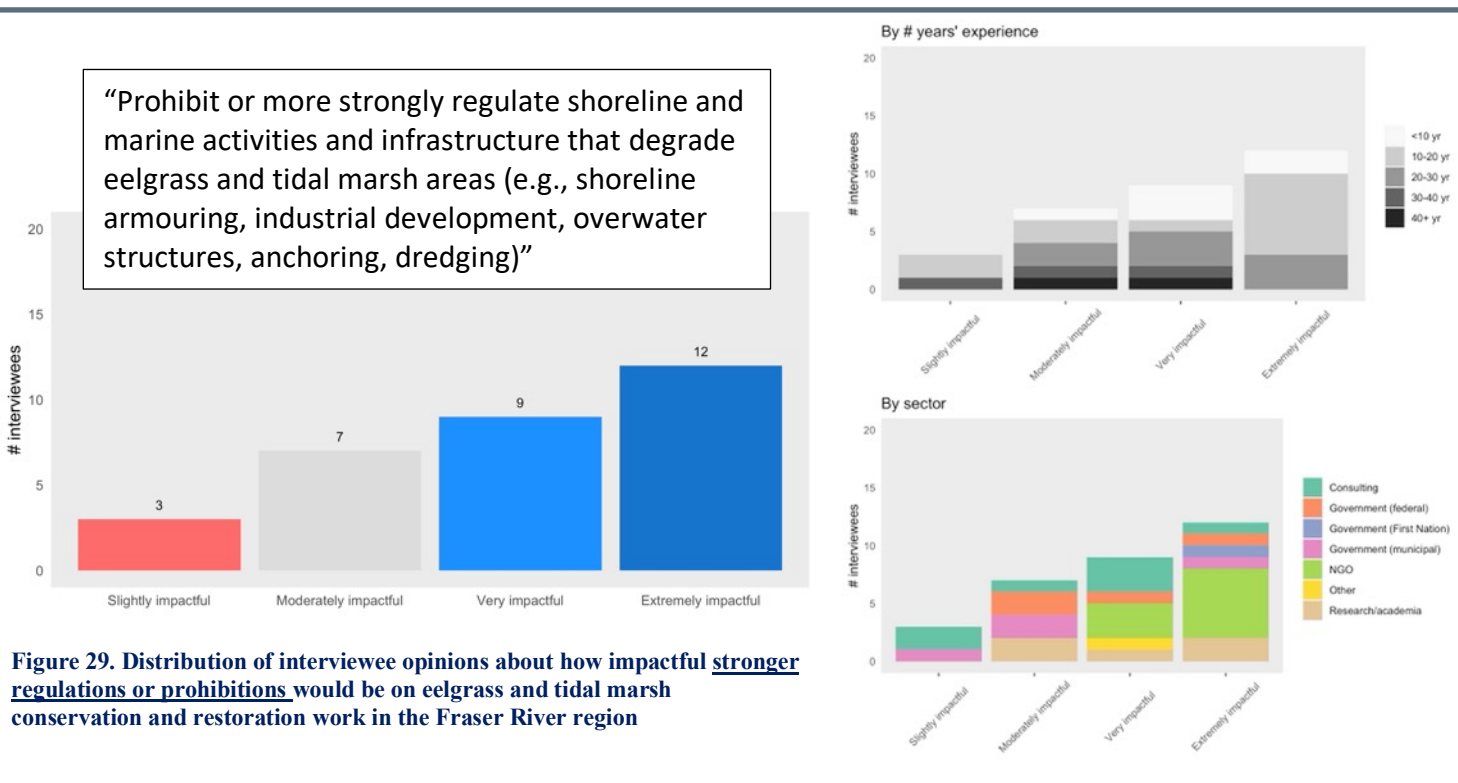 “Prohibit or more strongly regulate shoreline and
marine activities and infrastructure that degrade
eelgrass and tidal marsh areas (e.g., shoreline
armouring, industrial development, overwater
structures, anchoring, dredging)”
# interviewees
20
15
10
5
0
3
7
9
12
Slightly impactful
Moderately impactful
Very impactful
Extremely impactful
Figure 29. Distribution of interviewee opinions about how impactful stronger
regulations or prohibitions would be on eelgrass and tidal marsh
conservation and restoration work in the Fraser River region
By # years' experience
# interviewees
20
15
10
5
0
Slightly impactful
Moderately impactful
Very impactful
Extremely impactful
<10 yr
10-20 yr
20-30 yr
30-40 yr
40+ yr
By sector
# interviewees
20
15
10
5
0
Slightly impactful
Moderately impactful
Very impactful
Extremely impactful
Consulting
Government (federal)
Government (First Nation)
Government (municipal)
NGO
Other
Research/academia